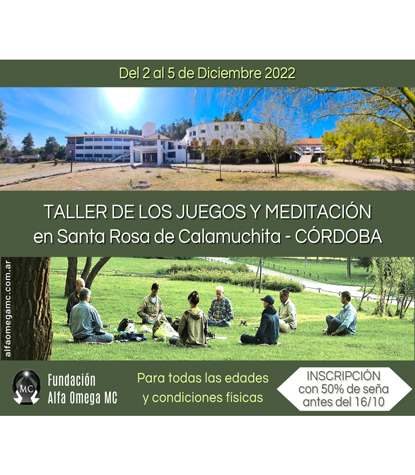 Del 2 al 5 de Diciembre 2022
TALLER DE LOS JUEGOS Y MEDITACIÓN
en Santa Rosa de Calamuchita - CÓRDOBA
alfaomegamc.com.ar
MC
Fundación
Alfa Omega MC
Para todas las edades
y condiciones físicas
INSCRIPCIÓN
con 50% de seña
antes del 16/10